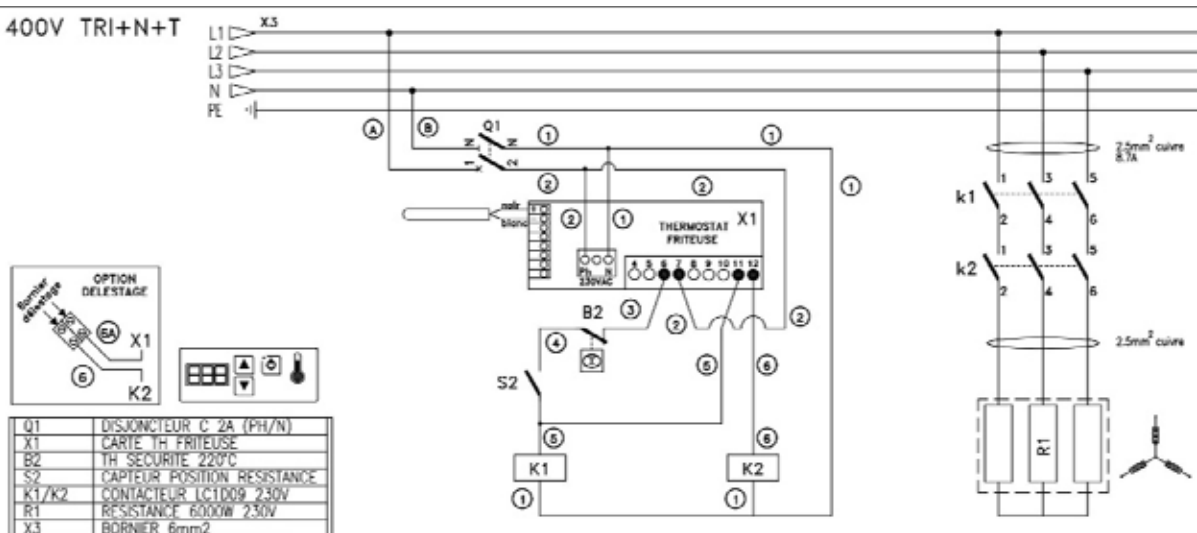 400V TRI+N+T
L1 X3
L2
L3
N
PE
A B Q1 1 1
N N
1 2
2 2 1
2.5mm² cuivre
8.7A
k1 1 3 5
2 4 6
k2 1 3 5
2 4 6
2.5mm² cuivre
R1
noir
blanc
2 1
THERMOSTAT
FRITEUSE
X1
Ph N
230VAC
4 5 6 7 8 9 10 11 12
3 B2 2 2
4 5 6
S2
5 6
K1 K2
1 1
OPTION
DELESTAGE
Bornier
délestage
6A X1
6 K2
Q1 DISJONCTEUR C 2A (PH/N)
X1 CARTE TH FRITEUSE
B2 TH SECURITE 220°C
S2 CAPTEUR POSITION RESISTANCE
K1/K2 CONTACTEUR LC1D09 230V
R1 RESISTANCE 6000W 230V
X3 BORNIER 6mm2